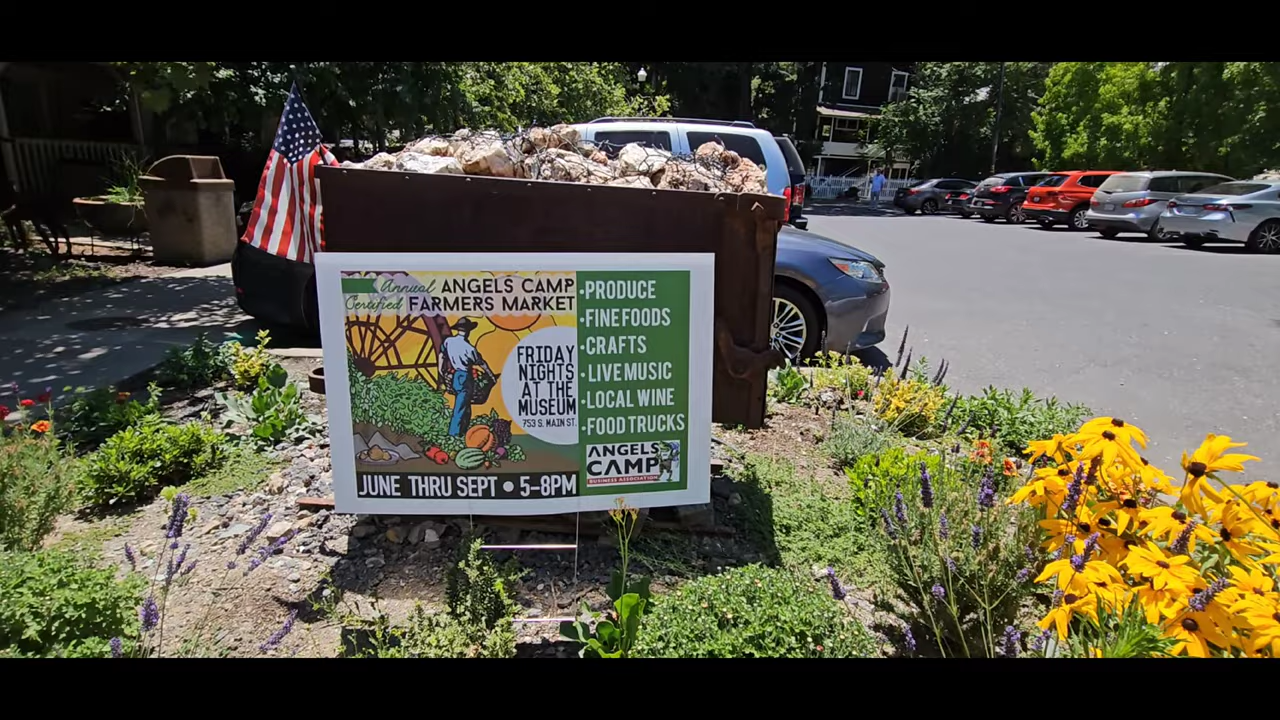 Annual ANGELS CAMP
Certified FARMERS MARKET
FRIDAY
NIGHTS
AT THE
MUSEUM
753 S. MAIN ST.
JUNE THRU SEPT • 5-8PM
•PRODUCE
•FINE FOODS
•CRAFTS
•LIVE MUSIC
•LOCAL WINE
•FOOD TRUCKS
ANGELS
CAMP
BUSINESS ASSOCIATION